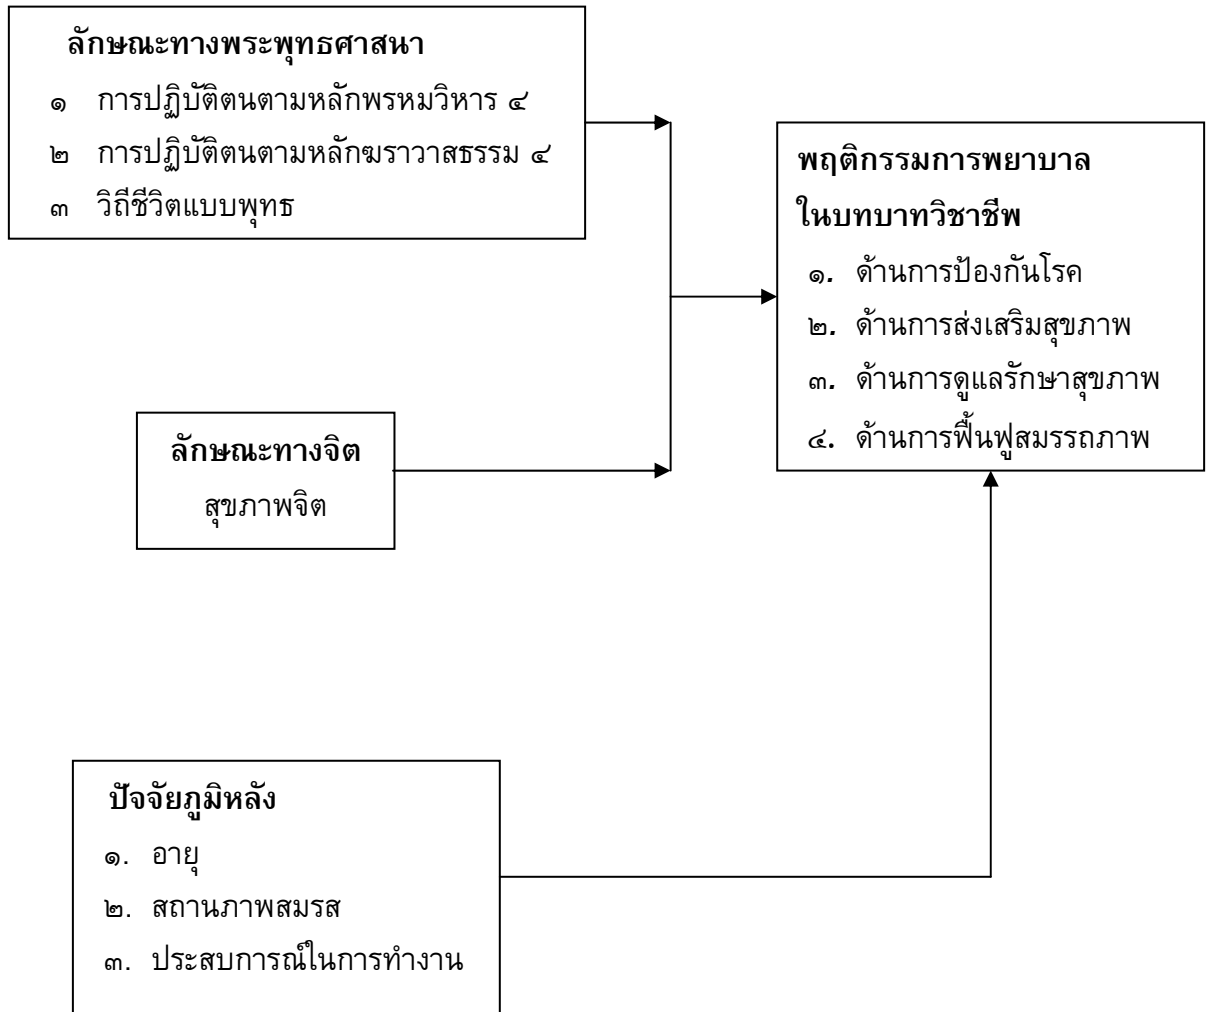 ลักษณะทางพระพุทธศาสนา
๑ การปฏิบัติตนตามหลักพรหมวิหาร ๔
๒ การปฏิบัติตนตามหลักฆราวาสธรรม ๔
๓ วิถีชีวิตแบบพุทธ
พฤติกรรมการพยาบาล
ในบทบาทวิชาชีพ
๑. ด้านการป้องกันโรค
๒. ด้านการส่งเสริมสุขภาพ
๓. ด้านการดูแลรักษาสุขภาพ
๔. ด้านการฟื้นฟูสมรรถภาพ
ลักษณะทางจิต
สุขภาพจิต
ปัจจัยภูมิหลัง
๑. อายุ
๒. สถานภาพสมรส
๓. ประสบการณ์ในการทำงาน